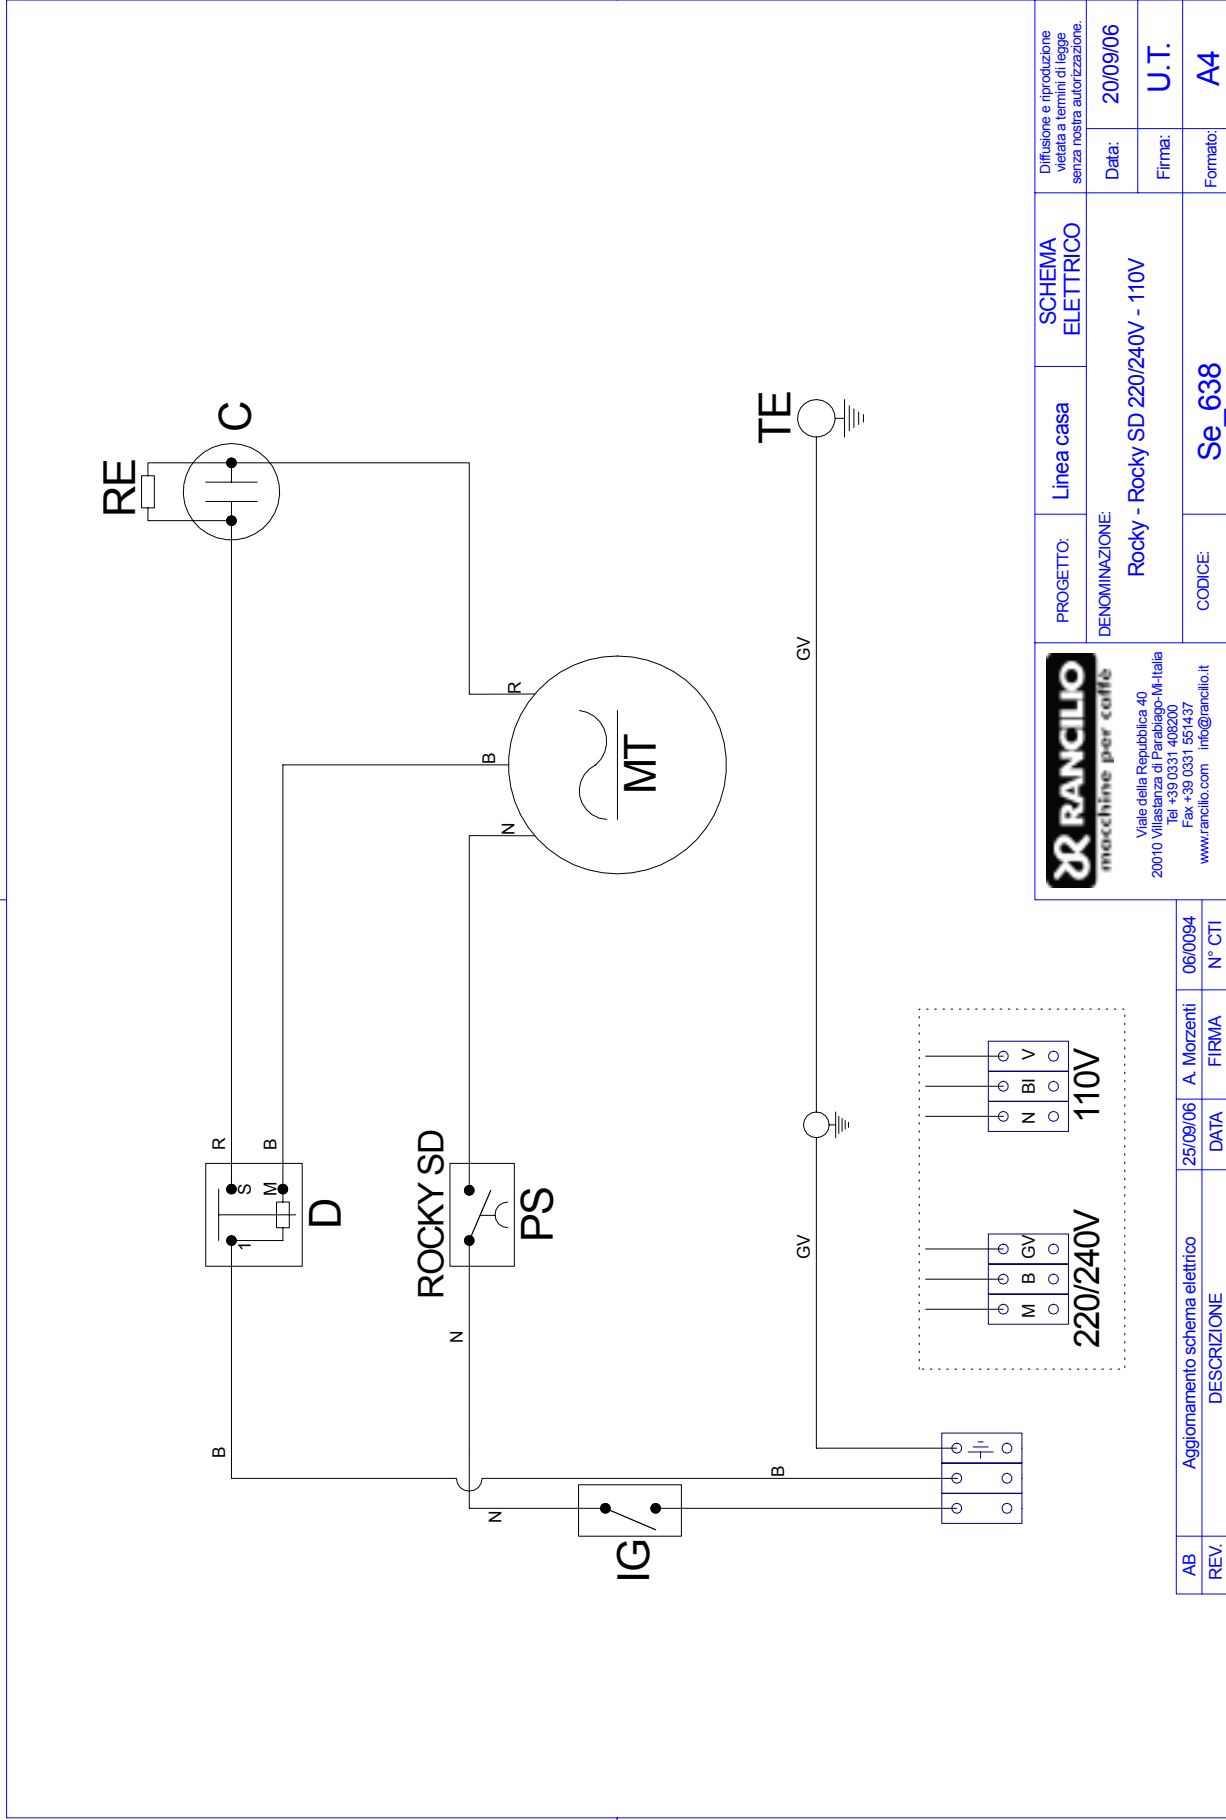 RE
C
R
S
B
M
1
D
B
ROCKY SD
PS
N
N
IG
B
N
B
R
MT
TE
GV
GV
M
B
GV
220/240V
N
BI
V
110V
AB
Aggiornamento schema elettrico
25/09/06
A. Morzenti
06/0094
REV.
DESCRIZIONE
DATA
FIRMA
N° CTI
RANCILIO
macchine per caffè
Viale della Repubblica 40
20010 Villastanza di Parabiago-MI-Italia
Tel +39 0331 408200
Fax +39 0331 551437
www.rancilio.com info@rancilio.it
PROGETTO:
Linea casa
SCHEMA
ELETTRICO
Diffusione e riproduzione
vietata a termini di legge
senza nostra autorizzazione.
DENOMINAZIONE:
Rocky - Rocky SD 220/240V - 110V
Data:
20/09/06
Firma:
U.T.
CODICE:
Se_638
Formato:
A4